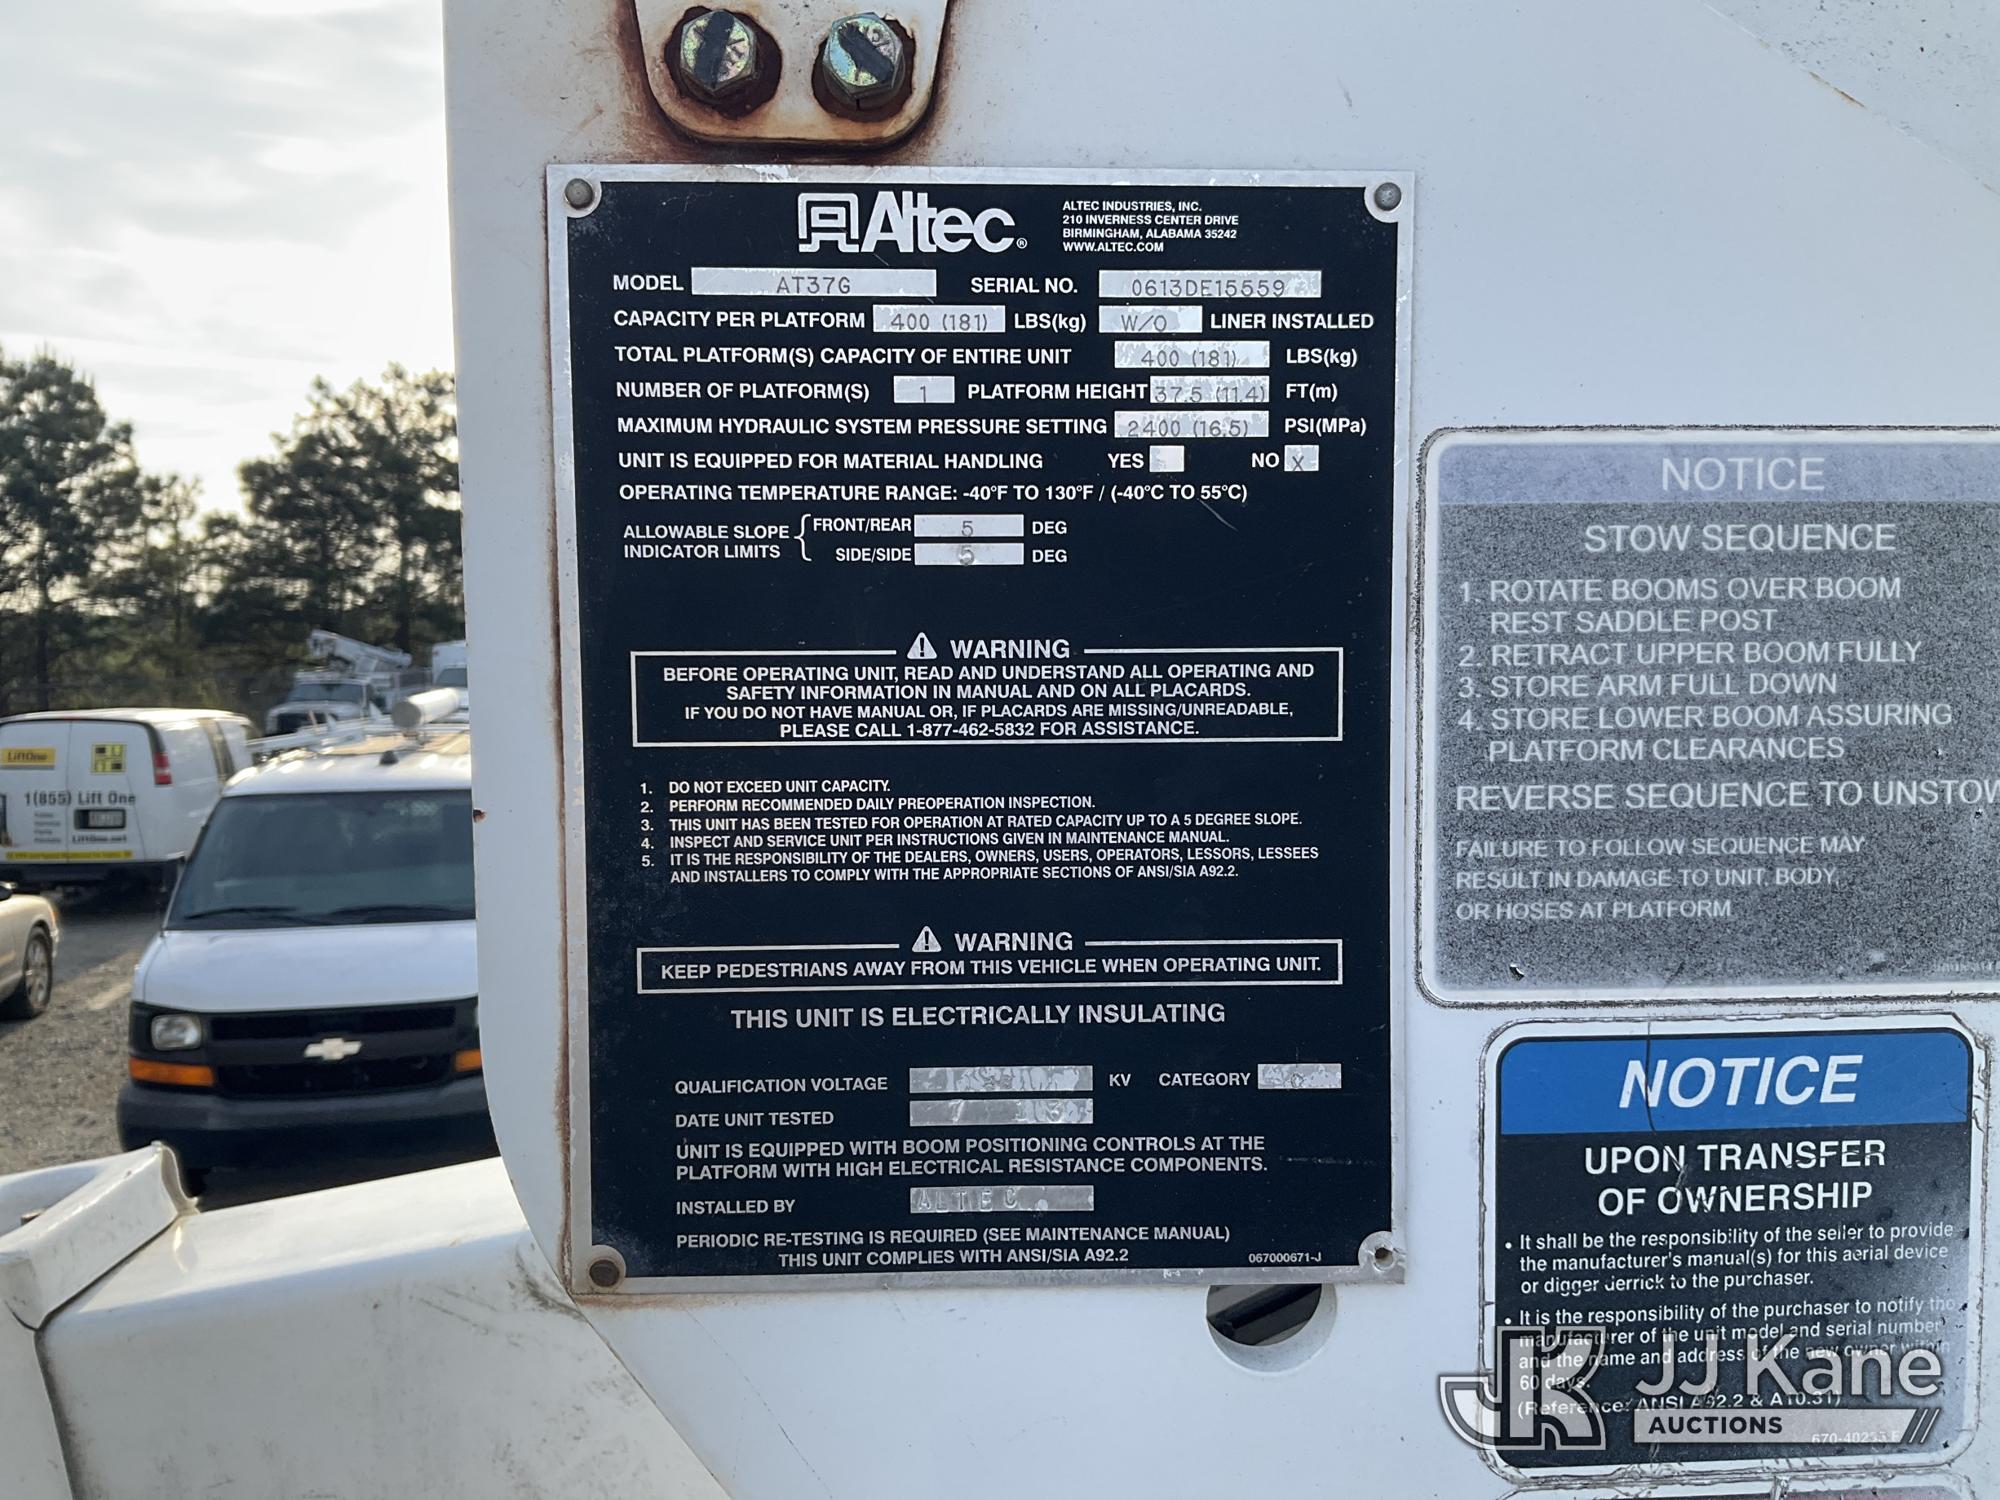 Altec®
ALTEC INDUSTRIES, INC.
210 INVERNESS CENTER DRIVE
BIRMINGHAM, ALABAMA 35242
WWW.ALTEC.COM
MODEL AT37G SERIAL NO. 0613DE15559
CAPACITY PER PLATFORM 400 (181) LBS(kg) W/O LINER INSTALLED
TOTAL PLATFORM(S) CAPACITY OF ENTIRE UNIT 400 (181) LBS(kg)
NUMBER OF PLATFORM(S) 1 PLATFORM HEIGHT 37.5 (11.4) FT(m)
MAXIMUM HYDRAULIC SYSTEM PRESSURE SETTING 2400 (16.5) PSI(MPa)
UNIT IS EQUIPPED FOR MATERIAL HANDLING YES NO X
OPERATING TEMPERATURE RANGE: -40°F TO 130°F / (-40°C TO 55°C)
ALLOWABLE SLOPE INDICATOR LIMITS { FRONT/REAR 5 DEG
SIDE/SIDE 5 DEG
⚠ WARNING
BEFORE OPERATING UNIT, READ AND UNDERSTAND ALL OPERATING AND
SAFETY INFORMATION IN MANUAL AND ON ALL PLACARDS.
IF YOU DO NOT HAVE MANUAL OR, IF PLACARDS ARE MISSING/UNREADABLE,
PLEASE CALL 1-877-462-5832 FOR ASSISTANCE.
1. DO NOT EXCEED UNIT CAPACITY.
2. PERFORM RECOMMENDED DAILY PREOPERATION INSPECTION.
3. THIS UNIT HAS BEEN TESTED FOR OPERATION AT RATED CAPACITY UP TO A 5 DEGREE SLOPE.
4. INSPECT AND SERVICE UNIT PER INSTRUCTIONS GIVEN IN MAINTENANCE MANUAL.
5. IT IS THE RESPONSIBILITY OF THE DEALERS, OWNERS, USERS, OPERATORS, LESSORS, LESSEES
AND INSTALLERS TO COMPLY WITH THE APPROPRIATE SECTIONS OF ANSI/SIA A92.2.
⚠ WARNING
KEEP PEDESTRIANS AWAY FROM THIS VEHICLE WHEN OPERATING UNIT.
THIS UNIT IS ELECTRICALLY INSULATING
QUALIFICATION VOLTAGE KV CATEGORY C
DATE UNIT TESTED 7 13
UNIT IS EQUIPPED WITH BOOM POSITIONING CONTROLS AT THE
PLATFORM WITH HIGH ELECTRICAL RESISTANCE COMPONENTS.
INSTALLED BY ALTEC
PERIODIC RE-TESTING IS REQUIRED (SEE MAINTENANCE MANUAL)
THIS UNIT COMPLIES WITH ANSI/SIA A92.2
067000671-J
NOTICE
STOW SEQUENCE
1. ROTATE BOOMS OVER BOOM
REST SADDLE POST
2. RETRACT UPPER BOOM FULLY
3. STORE ARM FULL DOWN
4. STORE LOWER BOOM ASSURING
PLATFORM CLEARANCES
REVERSE SEQUENCE TO UNSTOW
FAILURE TO FOLLOW SEQUENCE MAY
RESULT IN DAMAGE TO UNIT, BODY,
OR HOSES AT PLATFORM
NOTICE
UPON TRANSFER
OF OWNERSHIP
• It shall be the responsibility of the seller to provide
the manufacturer's manual(s) for this aerial device
or digger derrick to the purchaser.
• It is the responsibility of the purchaser to notify the
manufacturer of the unit model and serial number
and the name and address of the new owner within
60 days.
(Reference: ANSI A92.2 & A10.31)
LiftOne
1(855) Lift One
LiftOne.net
JK JJ Kane
AUCTIONS